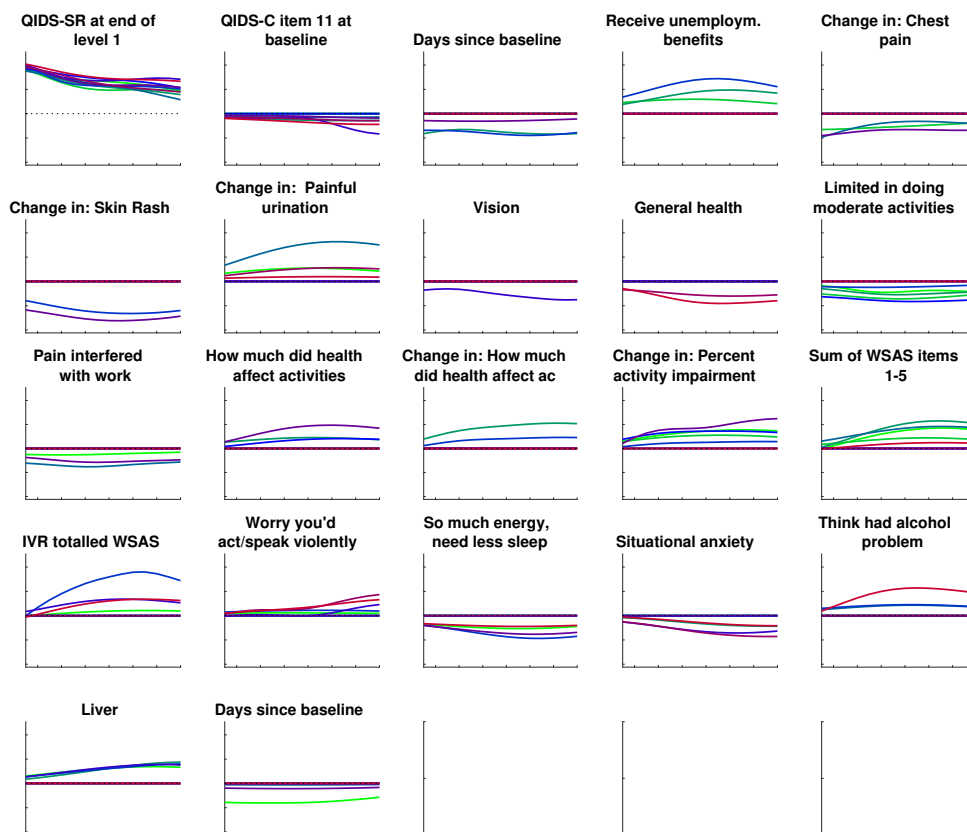 QIDS-SR at end of
level 1
QIDS-C item 11 at
baseline
Days since baseline
Receive unemploym.
benefits
Change in: Chest
pain
Change in: Skin Rash
Change in:  Painful
urination
Vision
General health
Limited in doing
moderate activities
Pain interfered
with work
How much did health
affect activities
Change in: How much
did health affect ac
Change in: Percent
activity impairment
Sum of WSAS items
1-5
IVR totalled WSAS
Worry you'd
act/speak violently
So much energy,
need less sleep
Situational anxiety
Think had alcohol
problem
Liver
Days since baseline